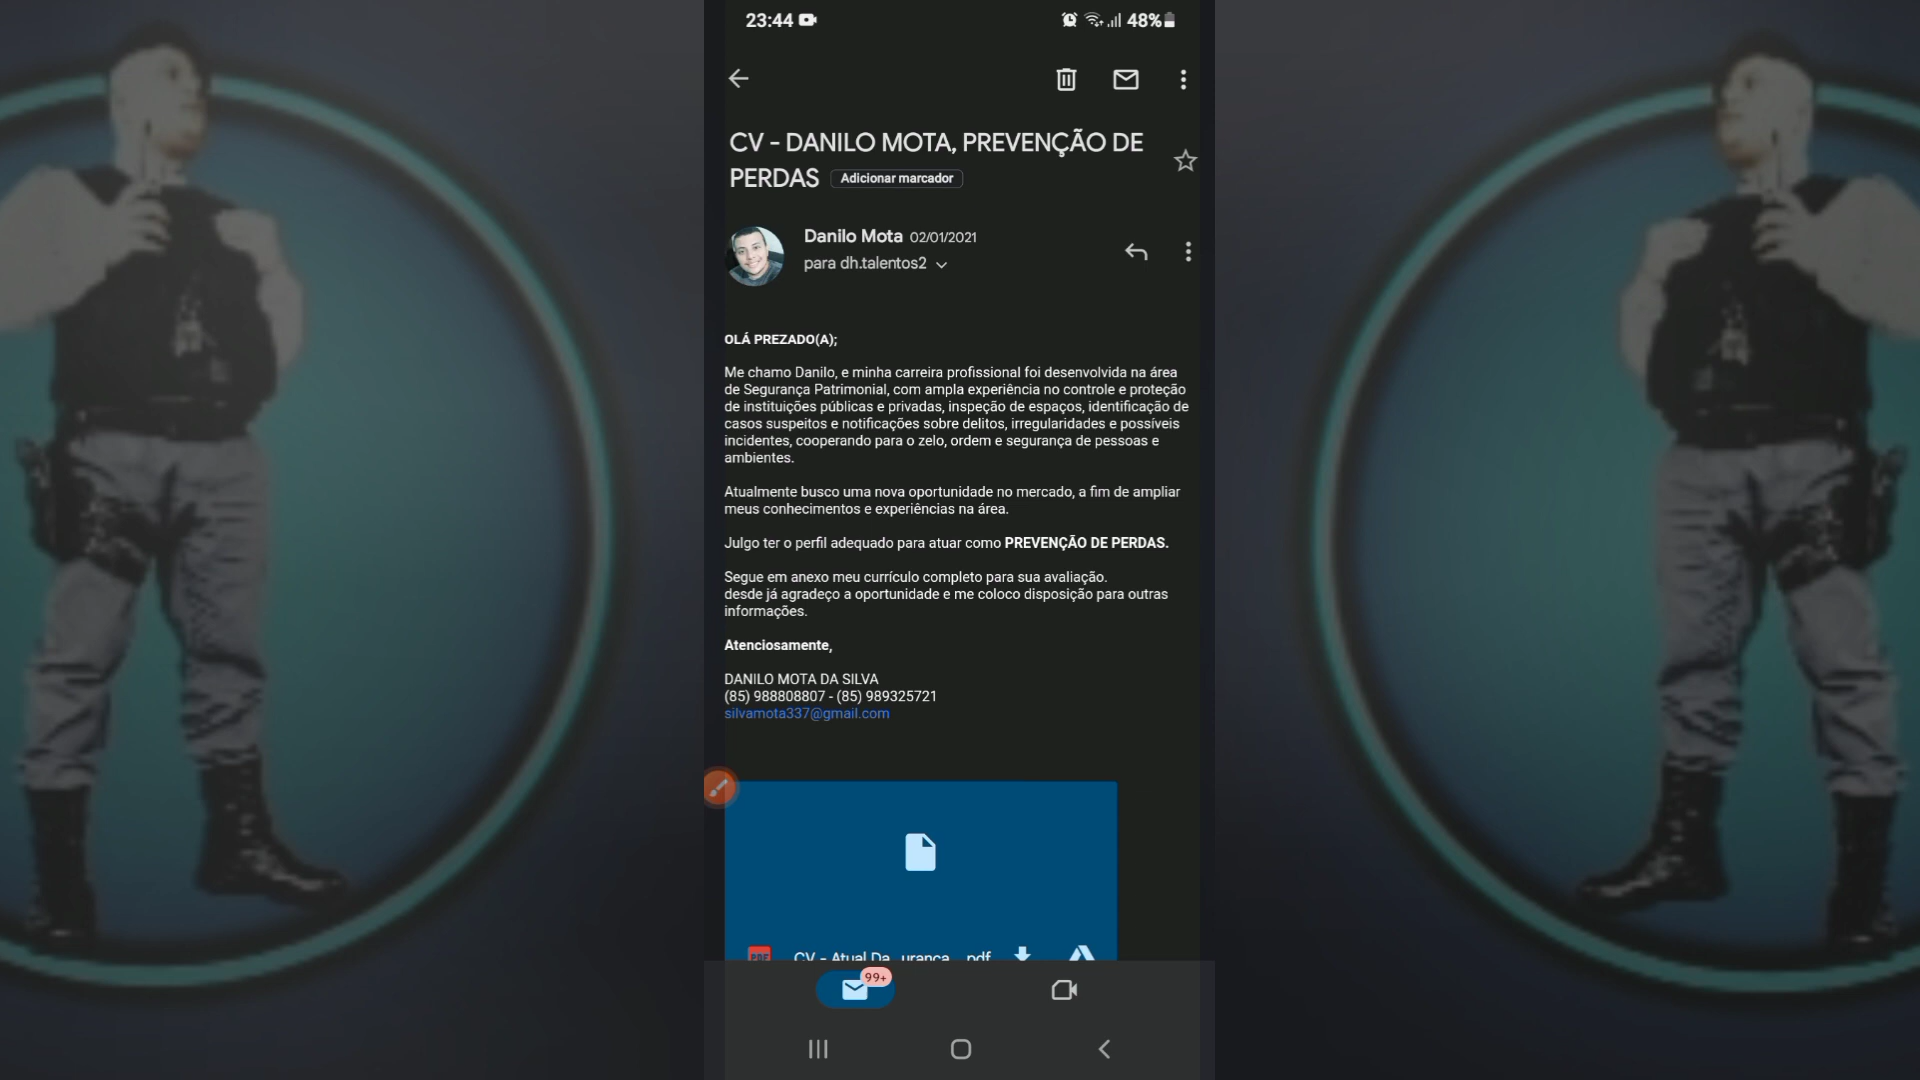 23:44
48%
CV - DANILO MOTA, PREVENÇÃO DE
PERDAS Adicionar marcador
Danilo Mota 02/01/2021
para dh.talentos2
OLÁ PREZADO(A);
Me chamo Danilo, e minha carreira profissional foi desenvolvida na área
de Segurança Patrimonial, com ampla experiência no controle e proteção
de instituições públicas e privadas, inspeção de espaços, identificação de
casos suspeitos e notificações sobre delitos, irregularidades e possíveis
incidentes, cooperando para o zelo, ordem e segurança de pessoas e
ambientes.
Atualmente busco uma nova oportunidade no mercado, a fim de ampliar
meus conhecimentos e experiências na área.
Julgo ter o perfil adequado para atuar como PREVENÇÃO DE PERDAS.
Segue em anexo meu currículo completo para sua avaliação.
desde já agradeço a oportunidade e me coloco disposição para outras
informações.
Atenciosamente,
DANILO MOTA DA SILVA
(85) 988808807 - (85) 989325721
silvamota337@gmail.com
PDF CV - Atual Da...urança....pdf
99+